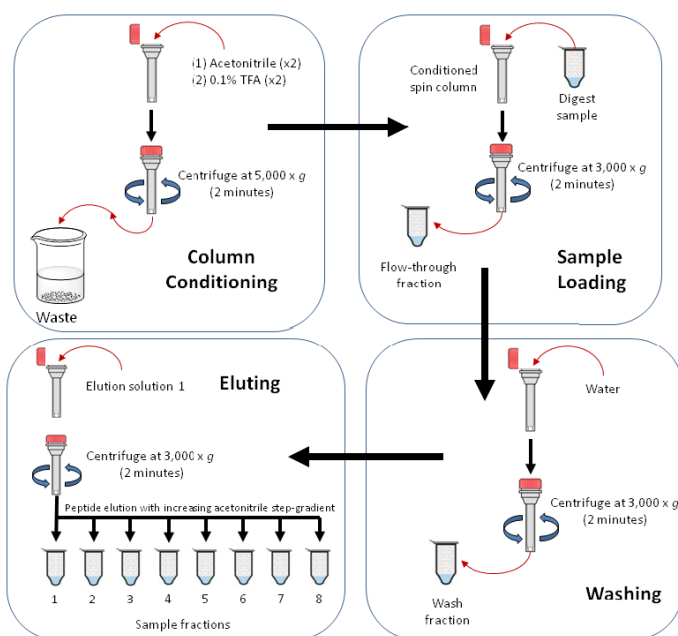 (1) Acetonitrile (x2)
(2) 0.1% TFA (x2)
Centrifuge at 5,000 x g
(2 minutes)
Column
Conditioning
Waste
Conditioned
spin column
Digest
sample
Centrifuge at 3,000 x g
(2 minutes)
Flow-through
fraction
Sample
Loading
Elution solution 1
Eluting
Centrifuge at 3,000 x g
(2 minutes)
Peptide elution with increasing acetonitrile step-gradient
1 2 3 4 5 6 7 8
Sample fractions
Water
Centrifuge at 3,000 x g
(2 minutes)
Wash
fraction
Washing